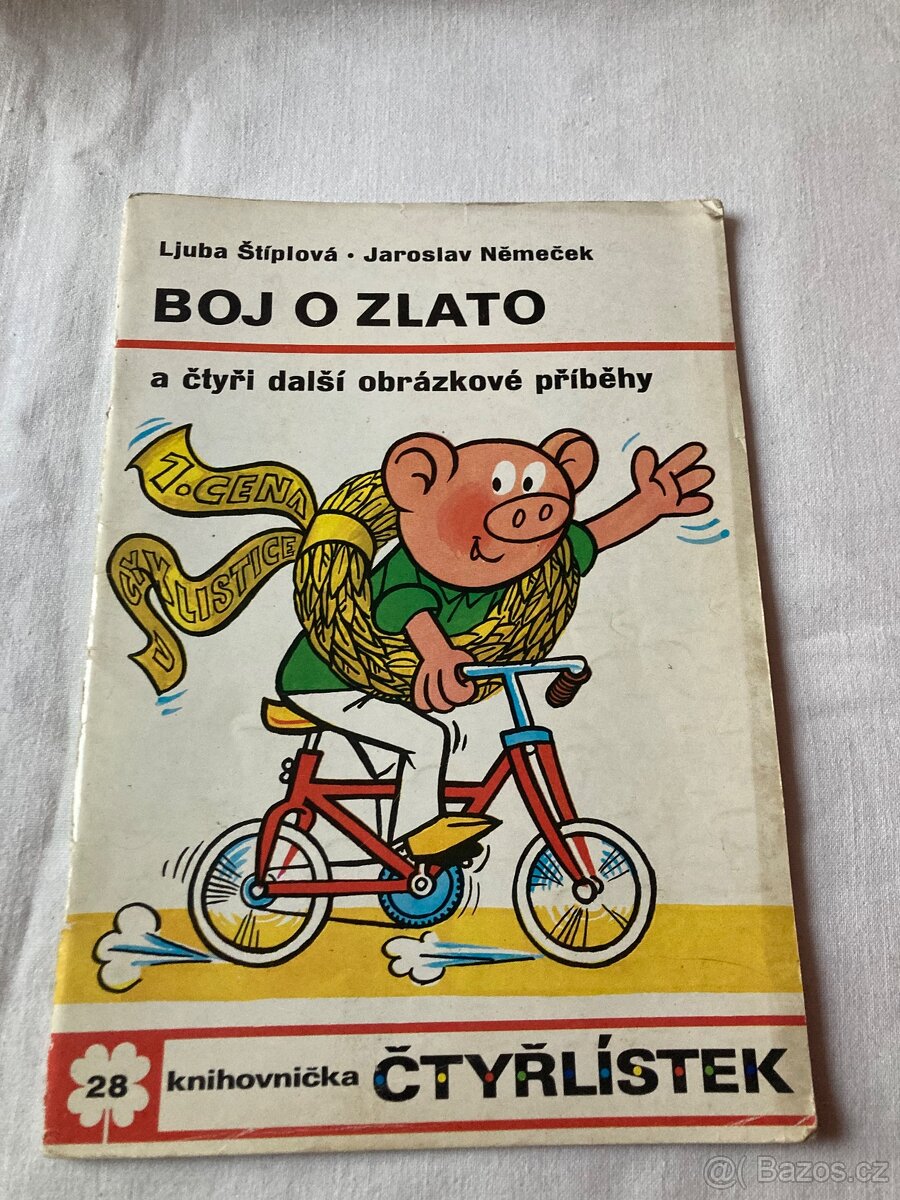 Ljuba Štíplová • Jaroslav Němeček
BOJ O ZLATO
a čtyři další obrázkové příběhy
1. CENA
V CYKLISTICE
28
knihovnička ČTYŘLÍSTEK
@( Bazos.cz